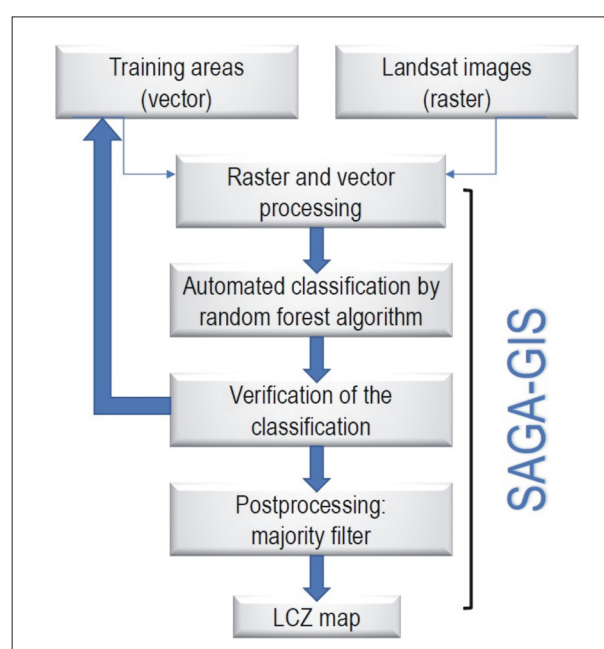 Training areas
(vector)
Landsat images
(raster)
Raster and vector
processing
Automated classification by
random forest algorithm
Verification of the
classification
Postprocessing:
majority filter
LCZ map
SAGA-GIS